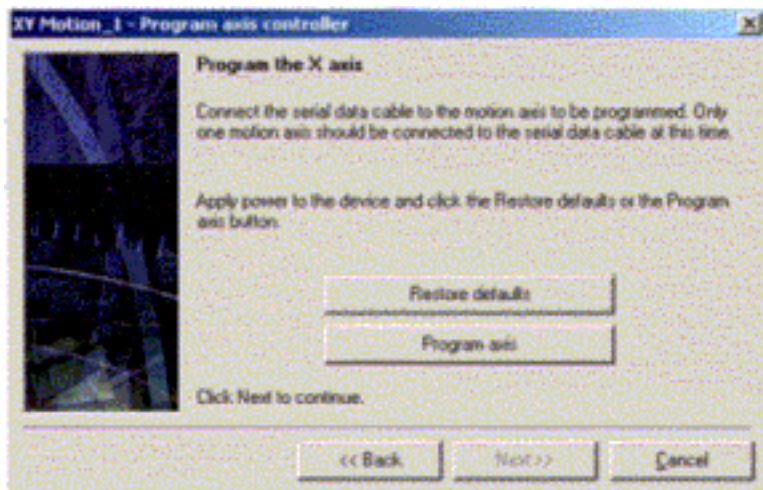 XY Motion_1 - Program axis controller
Program the X axis
Connect the serial data cable to the motion axis to be programmed. Only
one motion axis should be connected to the serial data cable at this time.
Apply power to the device and click the Restore defaults or the Program
axis button.
Restore defaults
Program axis
Click Next to continue.
<< Back
Next >>
Cancel